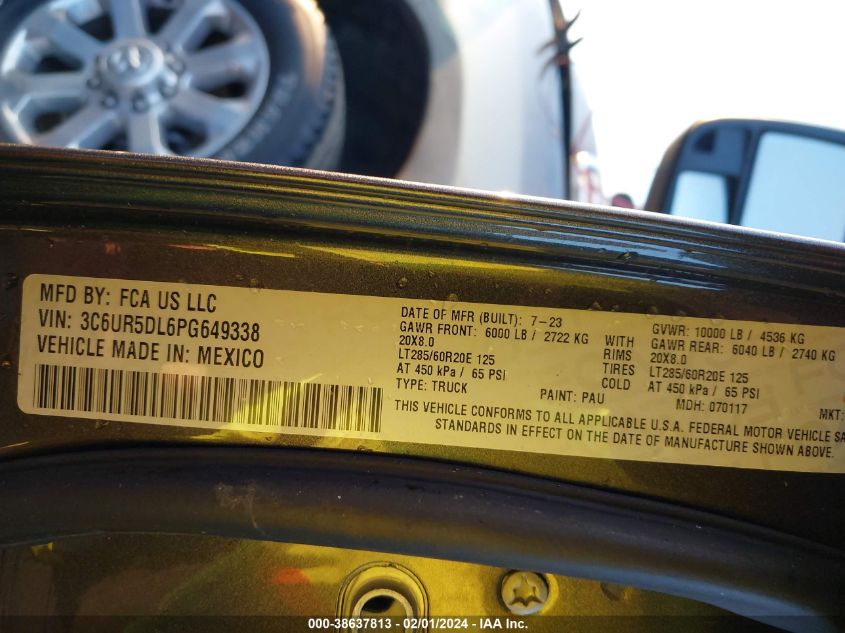 MFD BY: FCA US LLC
VIN: 3C6UR5DL6PG649338
VEHICLE MADE IN: MEXICO
DATE OF MFR (BUILT): 7-23 GVWR: 10000 LB / 4536 KG
GAWR FRONT: 6000 LB / 2722 KG WITH GAWR REAR: 6040 LB / 2740 KG
20X8.0 RIMS 20X8.0
LT285/60R20E 125 TIRES LT285/60R20E 125
AT 450 kPa / 65 PSI COLD AT 450 kPa / 65 PSI
TYPE: TRUCK PAINT: PAU MDH: 070117 MKT:
THIS VEHICLE CONFORMS TO ALL APPLICABLE U.S.A. FEDERAL MOTOR VEHICLE SA
STANDARDS IN EFFECT ON THE DATE OF MANUFACTURE SHOWN ABOVE.
000-38637813 - 02/01/2024 - IAA Inc.